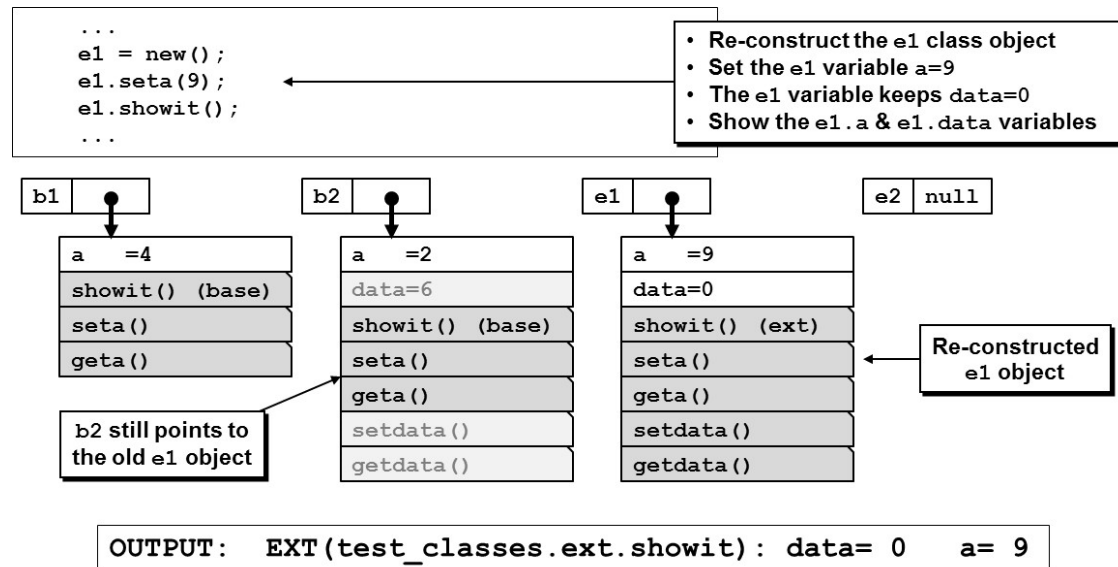 ...
e1 = new();
e1.seta(9);
e1.showit();
...
• Re-construct the e1 class object
• Set the e1 variable a=9
• The e1 variable keeps data=0
• Show the e1.a & e1.data variables
b1
b2
e1
e2 null
a =4
showit() (base)
seta()
geta()
a =2
data=6
showit() (base)
seta()
geta()
setdata()
getdata()
a =9
data=0
showit() (ext)
seta()
geta()
setdata()
getdata()
Re-constructed
e1 object
b2 still points to
the old e1 object
OUTPUT: EXT(test_classes.ext.showit): data= 0 a= 9